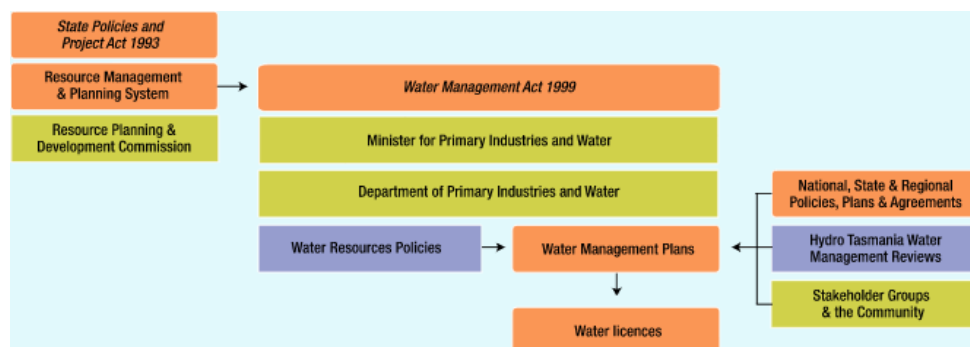 State Policies and
Project Act 1993
Resource Management
& Planning System
Resource Planning &
Development Commission
Water Management Act 1999
Minister for Primary Industries and Water
Department of Primary Industries and Water
Water Resources Policies
Water Management Plans
Water licences
National, State & Regional
Policies, Plans & Agreements
Hydro Tasmania Water
Management Reviews
Stakeholder Groups
& the Community